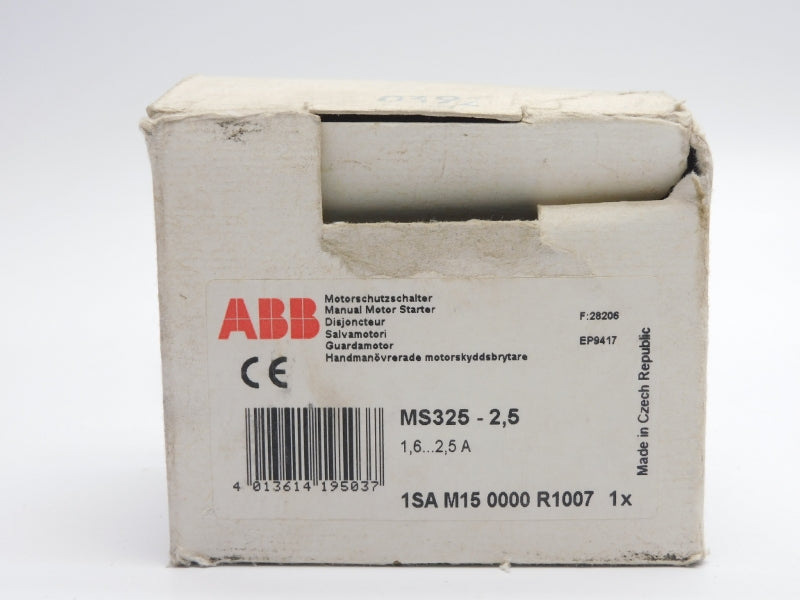 ABB
Motorschutzschalter
Manual Motor Starter
Disjoncteur
Salvamotori
Guardamotor
Handmanövrerade motorskyddsbrytare
F:28206
EP9417
CE
Made in Czech Republic
MS325 - 2,5
1,6...2,5 A
4 013614 195037
1SA M15 0000 R1007 1x